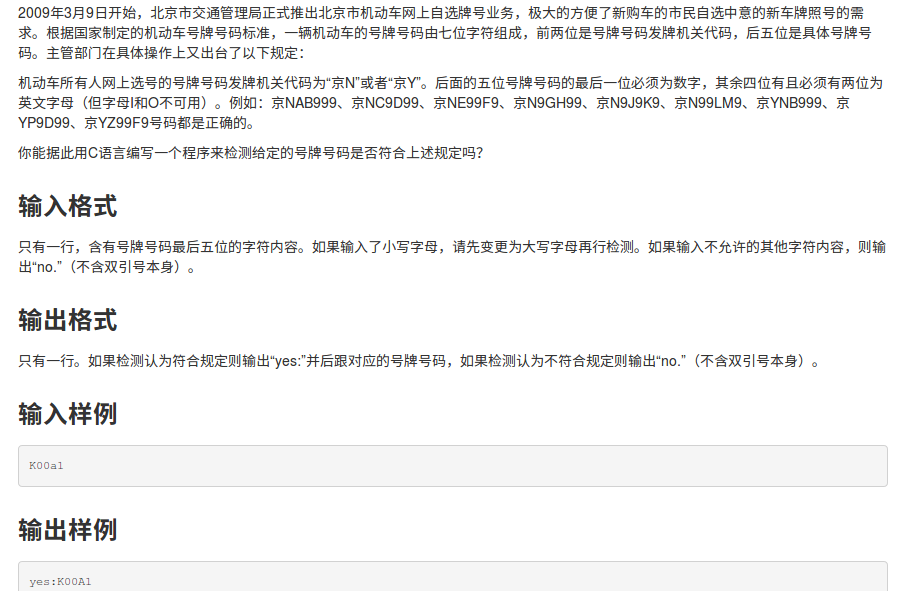 2009年3月9日开始，北京市交通管理局正式推出北京市机动车网上自选牌号业务，极大的方便了新购车的市民自选中意的新车牌照号的需
求。根据国家制定的机动车号牌号码标准，一辆机动车的号牌号码由七位字符组成，前两位是号牌号码发牌机关代码，后五位是具体号牌号
码。主管部门在具体操作上又出台了以下规定：
机动车所有人网上选号的号牌号码发牌机关代码为“京N”或者“京Y”。后面的五位号牌号码的最后一位必须为数字，其余四位有且必须有两位为
英文字母（但字母I和O不可用）。例如：京NAB999、京NC9D99、京NE99F9、京N9GH99、京N9J9K9、京N99LM9、京YNB999、京
YP9D99、京YZ99F9号码都是正确的。
你能据此用C语言编写一个程序来检测给定的号牌号码是否符合上述规定吗？
输入格式
只有一行，含有号牌号码最后五位的字符内容。如果输入了小写字母，请先变更为大写字母再行检测。如果输入不允许的其他字符内容，则输
出“no.”（不含双引号本身）。
输出格式
只有一行。如果检测认为符合规定则输出“yes:”并后跟对应的号牌号码，如果检测认为不符合规定则输出“no.”（不含双引号本身）。
输入样例
K00a1
输出样例
yes:K00A1